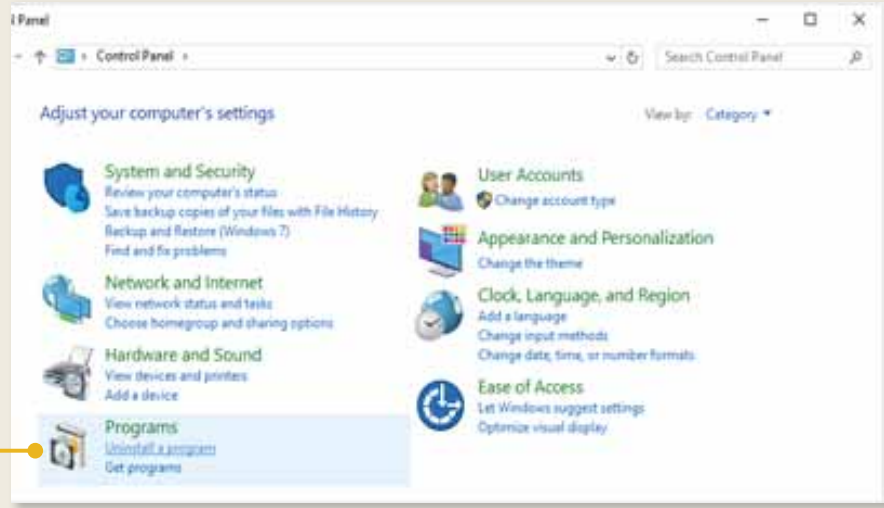 l Panel
Control Panel
Search Control Panel
Adjust your computer's settings
View by: Category
System and Security
Review your computer's status
Save backup copies of your files with File History
Backup and Restore (Windows 7)
Find and fix problems
Network and Internet
View network status and tasks
Choose homegroup and sharing options
Hardware and Sound
View devices and printers
Add a device
Programs
Uninstall a program
Get programs
User Accounts
Change account type
Appearance and Personalization
Change the theme
Clock, Language, and Region
Add a language
Change input methods
Change date, time, or number formats
Ease of Access
Let Windows suggest settings
Optimize visual display